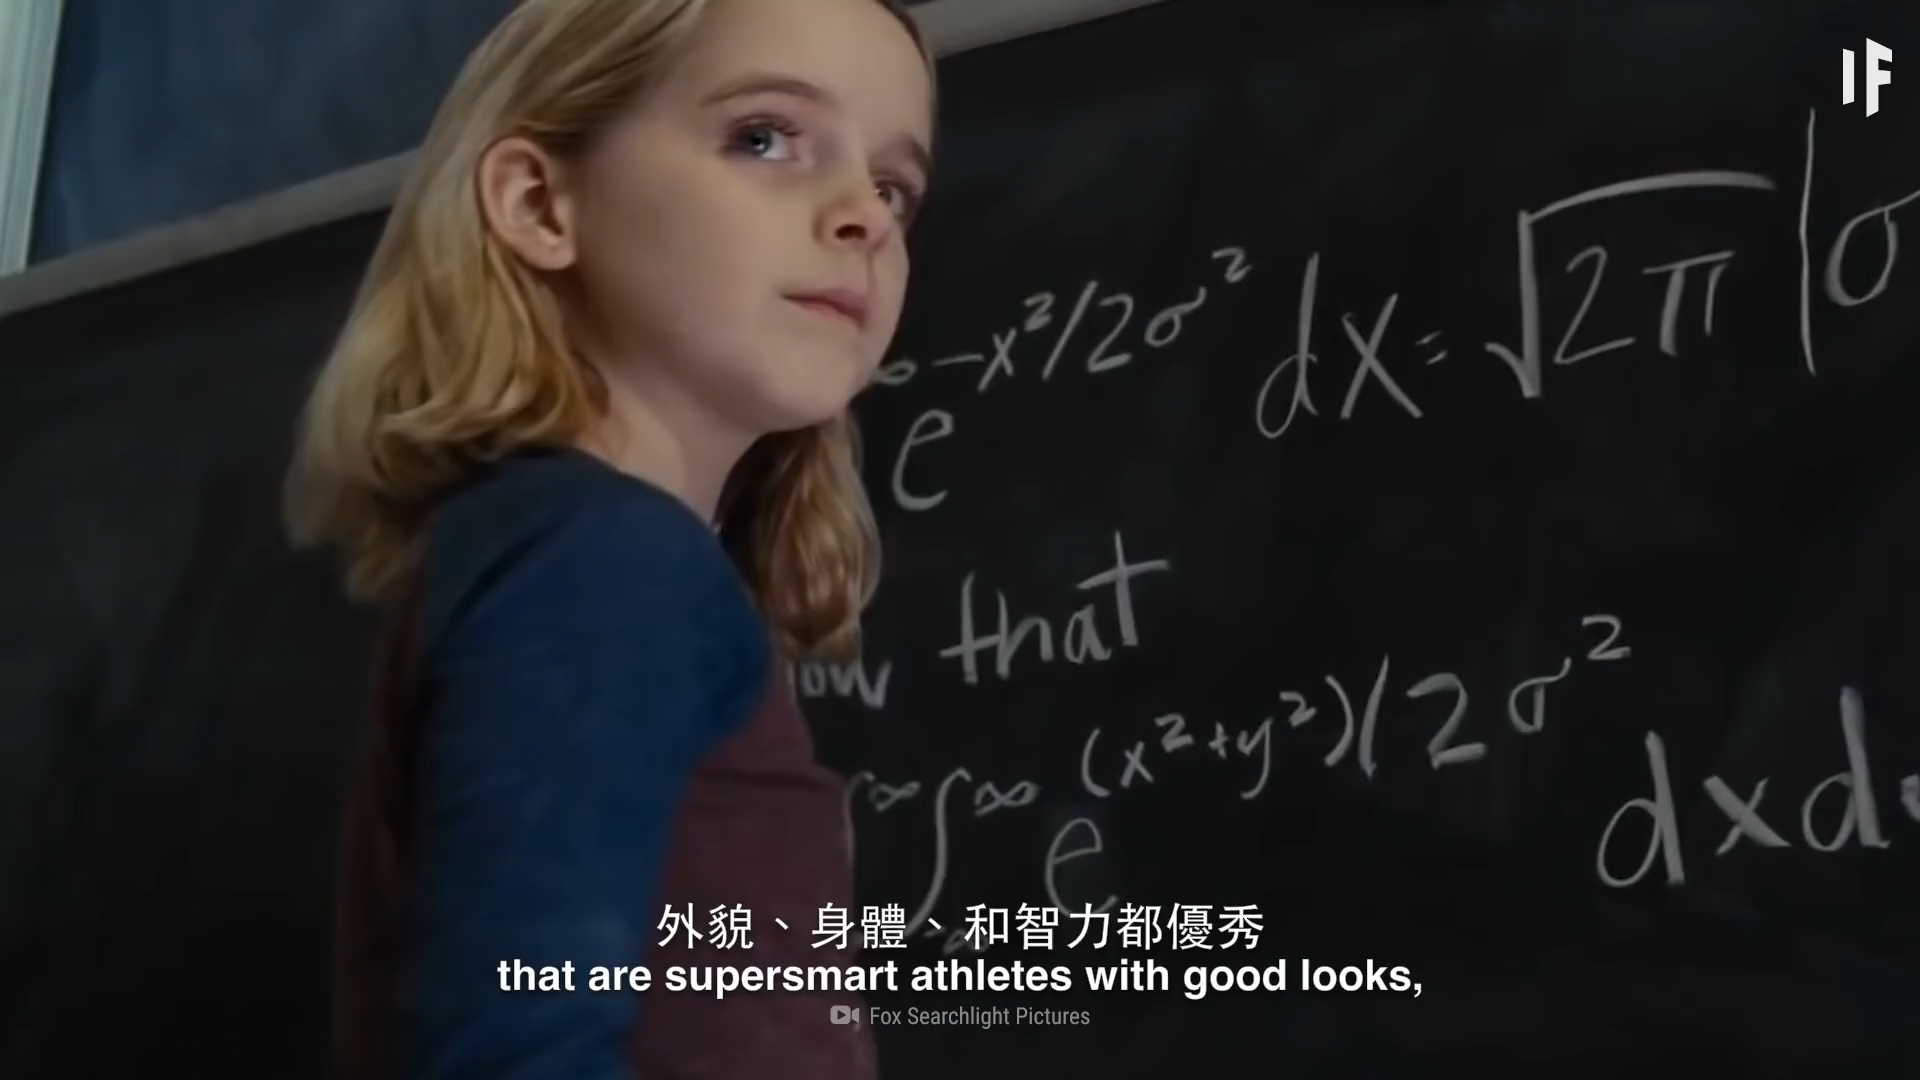 IF
e^{-x²/2σ²} dx = √2π |σ
that
∫^∞ e^{(x²+y²)/2σ²} dxd
外貌、身體、和智力都優秀
that are supersmart athletes with good looks,
Fox Searchlight Pictures